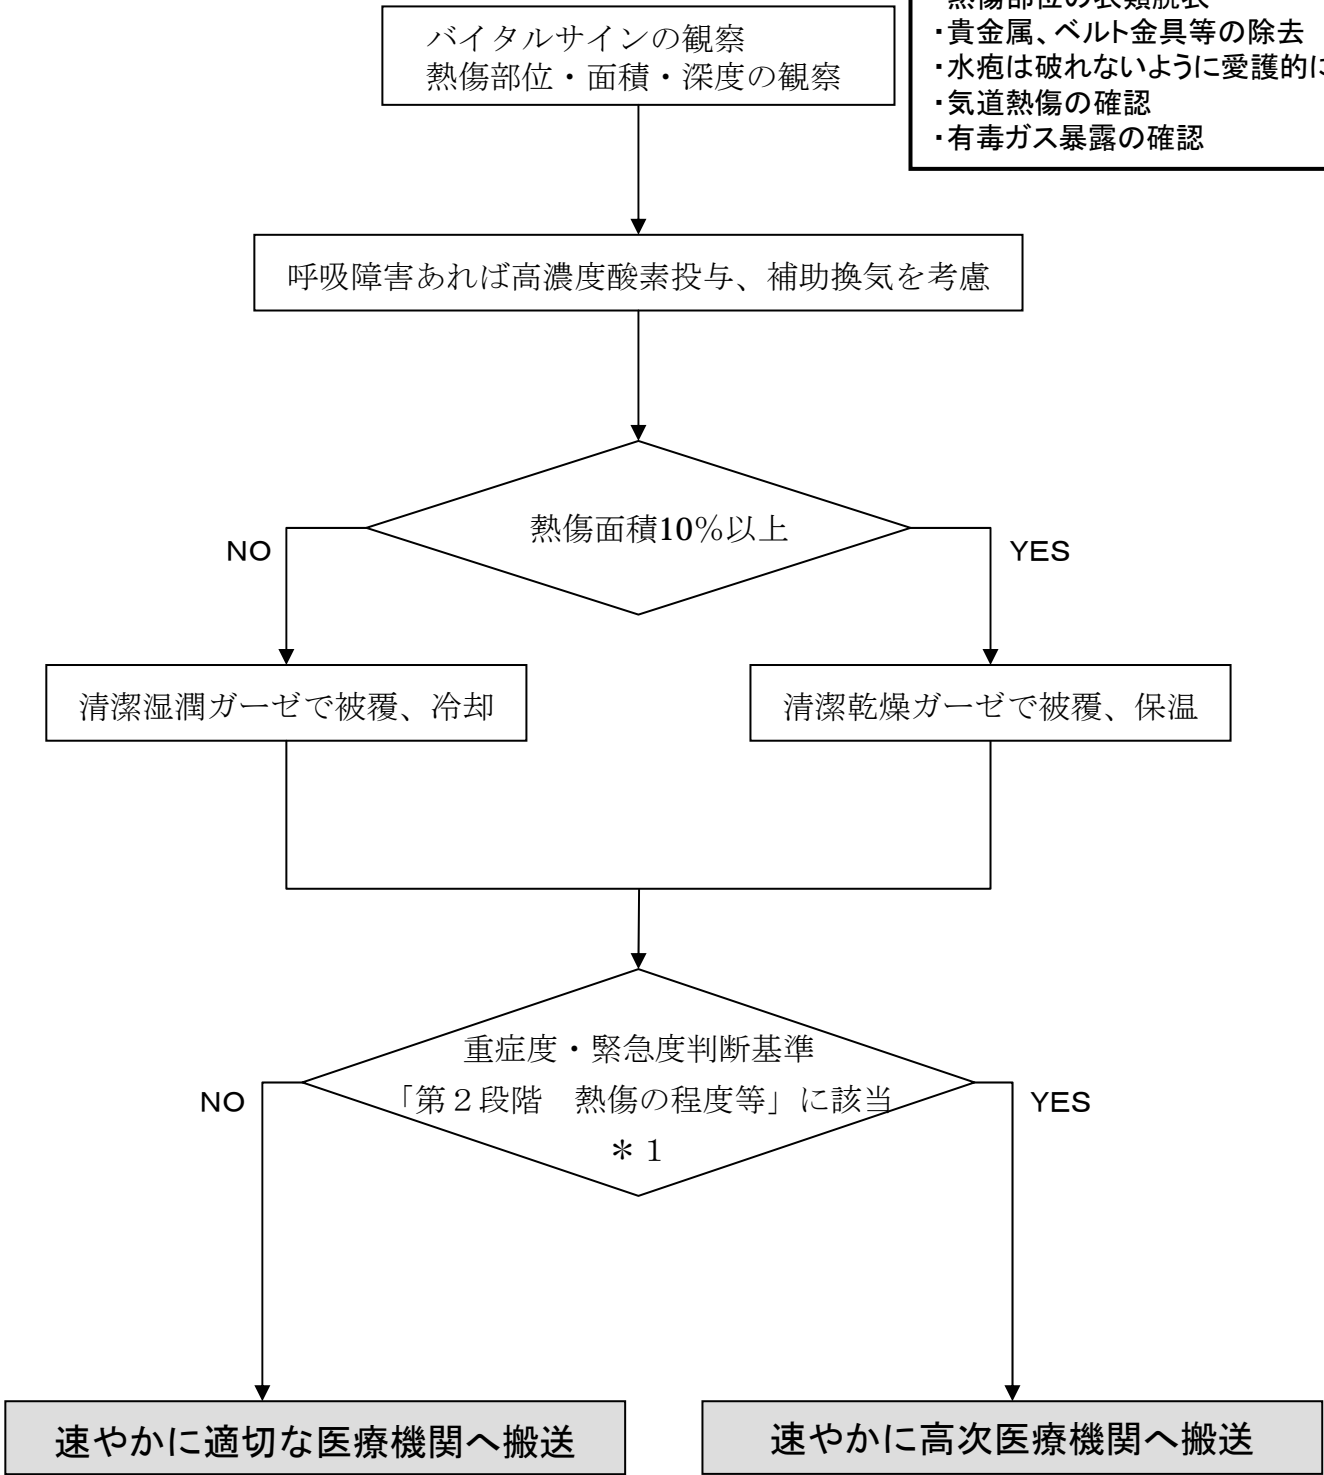 熱傷部位の衣類脱衣
・貴金属、ベルト金具等の除去
・水疱は破れないように愛護的に
・気道熱傷の確認
・有毒ガス暴露の確認
バイタルサインの観察
熱傷部位・面積・深度の観察
呼吸障害あれば高濃度酸素投与、補助換気を考慮
熱傷面積10%以上
NO
YES
清潔湿潤ガーゼで被覆、冷却
清潔乾燥ガーゼで被覆、保温
重症度・緊急度判断基準
「第２段階　熱傷の程度等」に該当
＊１
NO
YES
速やかに適切な医療機関へ搬送
速やかに高次医療機関へ搬送